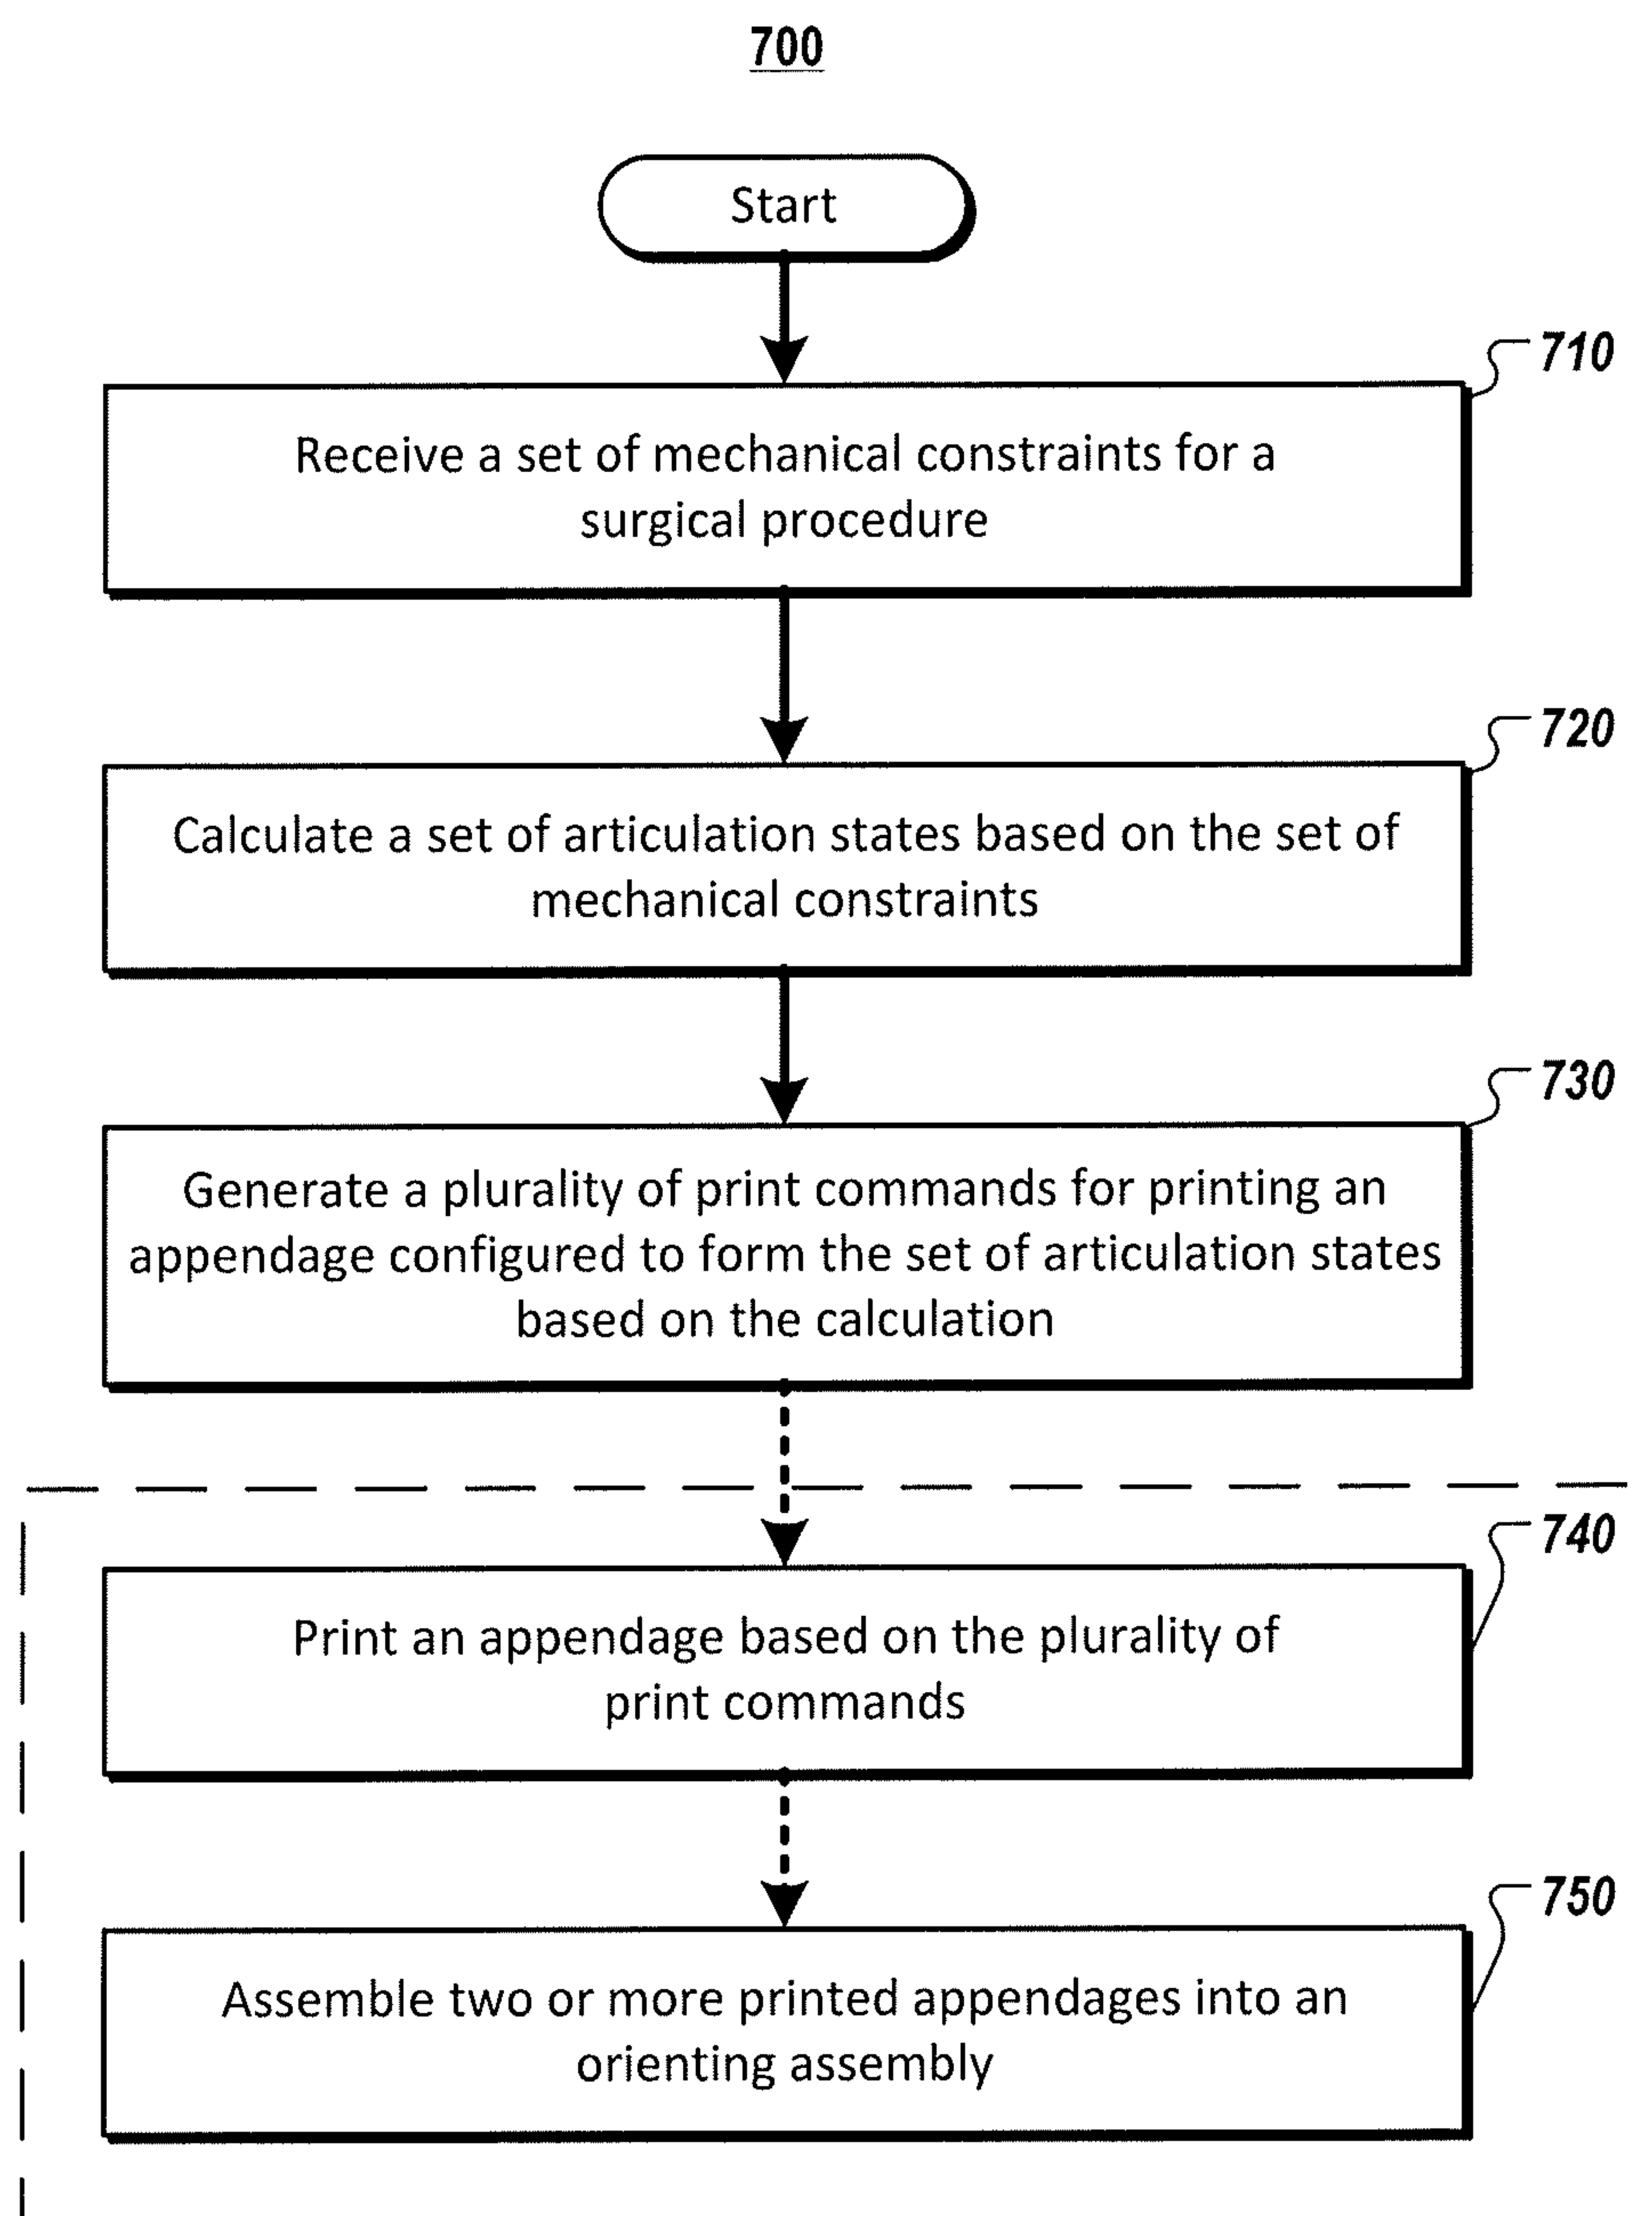 700
Start
710
Receive a set of mechanical constraints for a
surgical procedure
720
Calculate a set of articulation states based on the set of
mechanical constraints
730
Generate a plurality of print commands for printing an
appendage configured to form the set of articulation states
based on the calculation
740
Print an appendage based on the plurality of
print commands
750
Assemble two or more printed appendages into an
orienting assembly